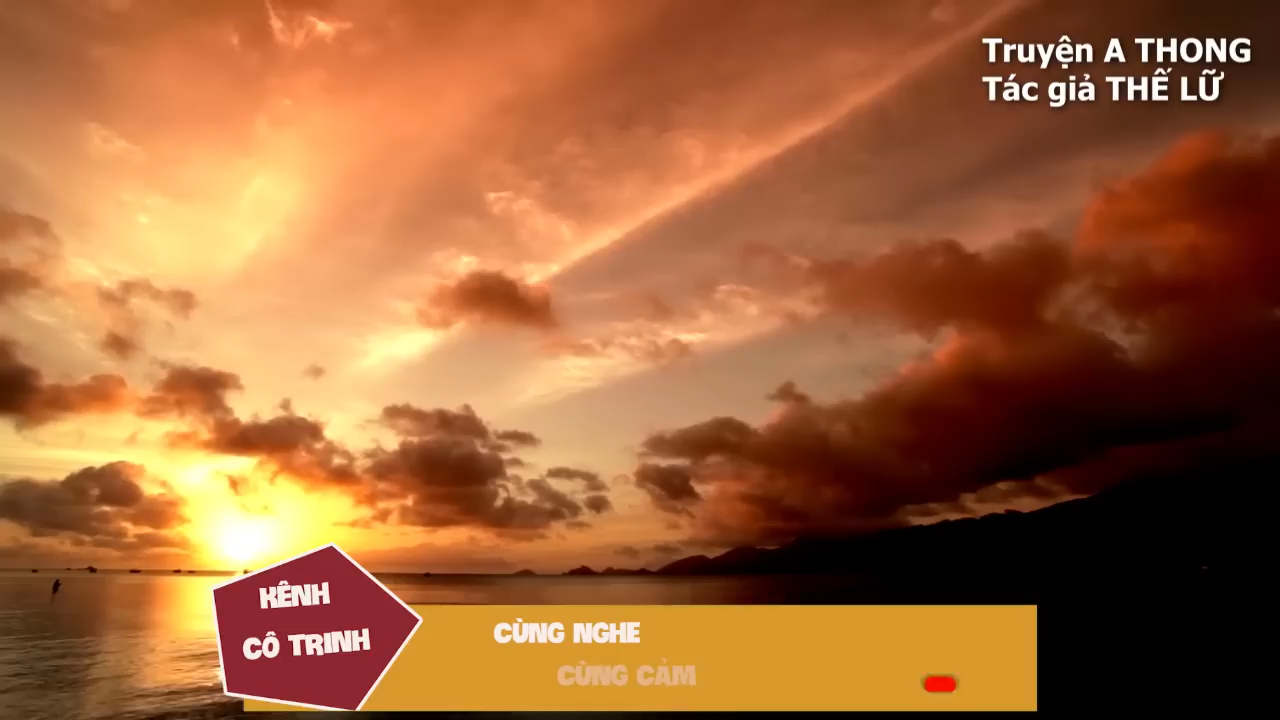 Truyện A THONG
Tác giả THẾ LỮ
KÊNH
CÔ TRINH
CÙNG NGHE
CÙNG CẢM